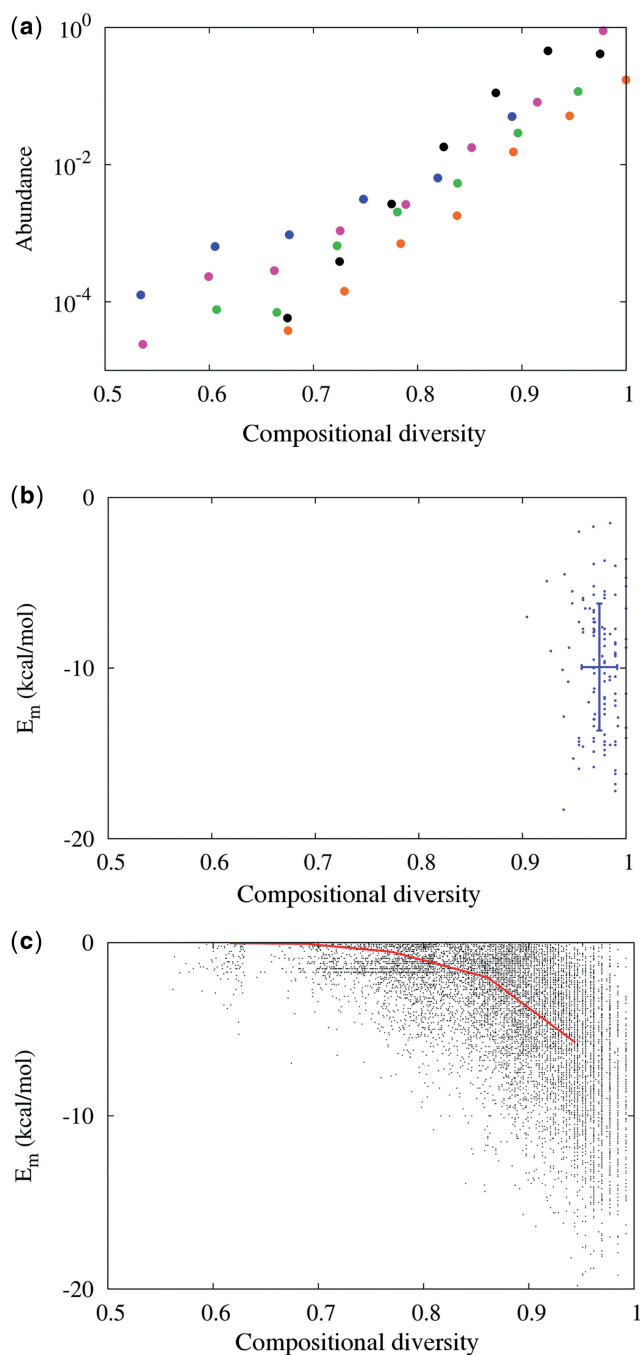 (a)
10^0
10^-2
10^-4
Abundance
0.5 0.6 0.7 0.8 0.9 1
Compositional diversity
(b)
0
-10
-20
E_m (kcal/mol)
0.5 0.6 0.7 0.8 0.9 1
Compositional diversity
(c)
0
-10
-20
E_m (kcal/mol)
0.5 0.6 0.7 0.8 0.9 1
Compositional diversity